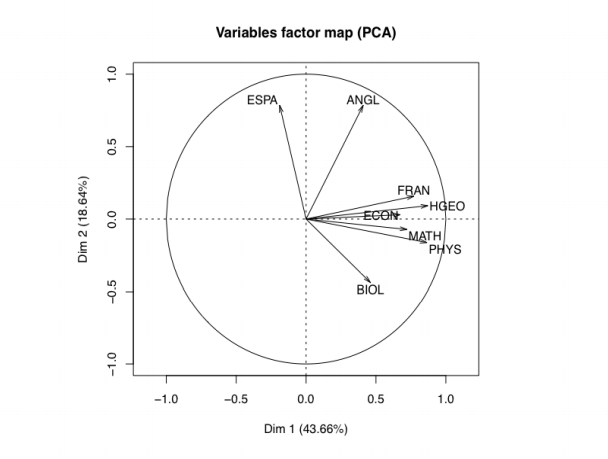 Variables factor map (PCA)
1.0
ESPA ANGL
0.5
FRAN
HGEO
0.0
ECON
MATH
PHYS
−0.5
BIOL
−1.0
−1.0 −0.5 0.0 0.5 1.0
Dim 2 (18.64%)
Dim 1 (43.66%)